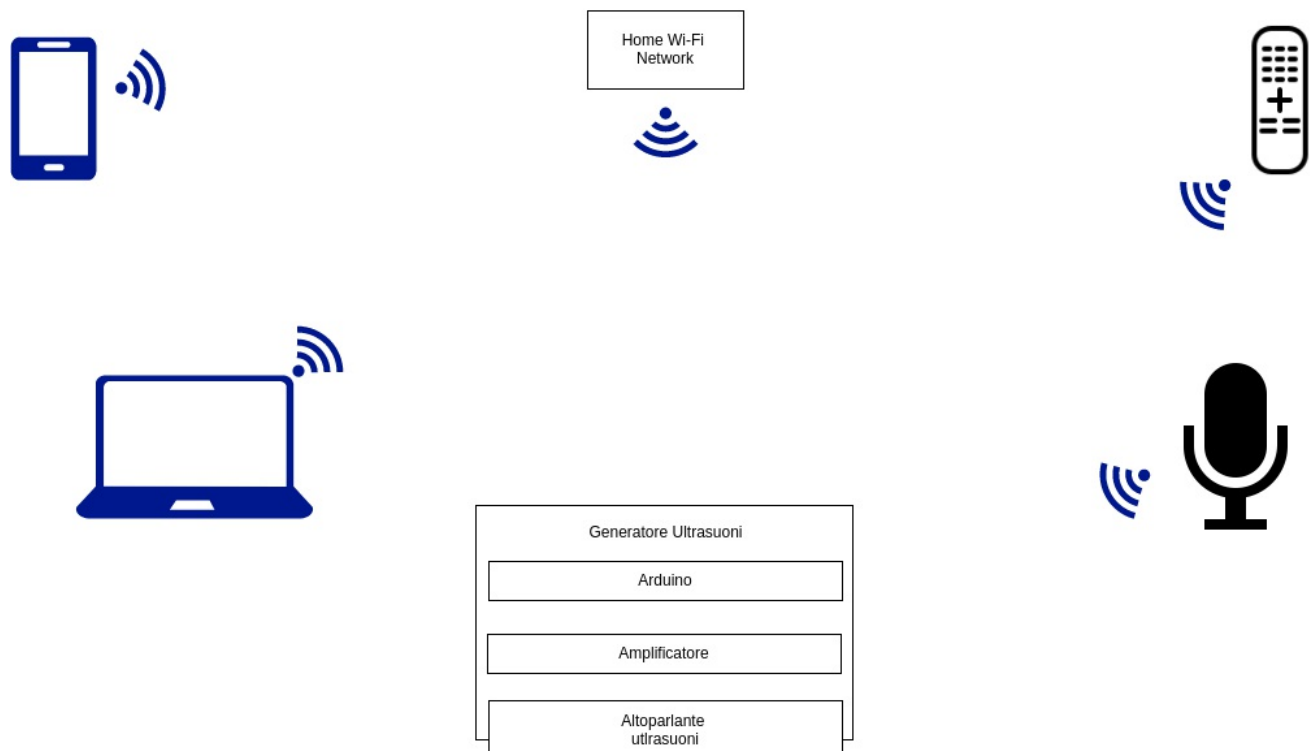 Home Wi-Fi
Network
Generatore Ultrasuoni
Arduino
Amplificatore
Altoparlante
utlrasuoni